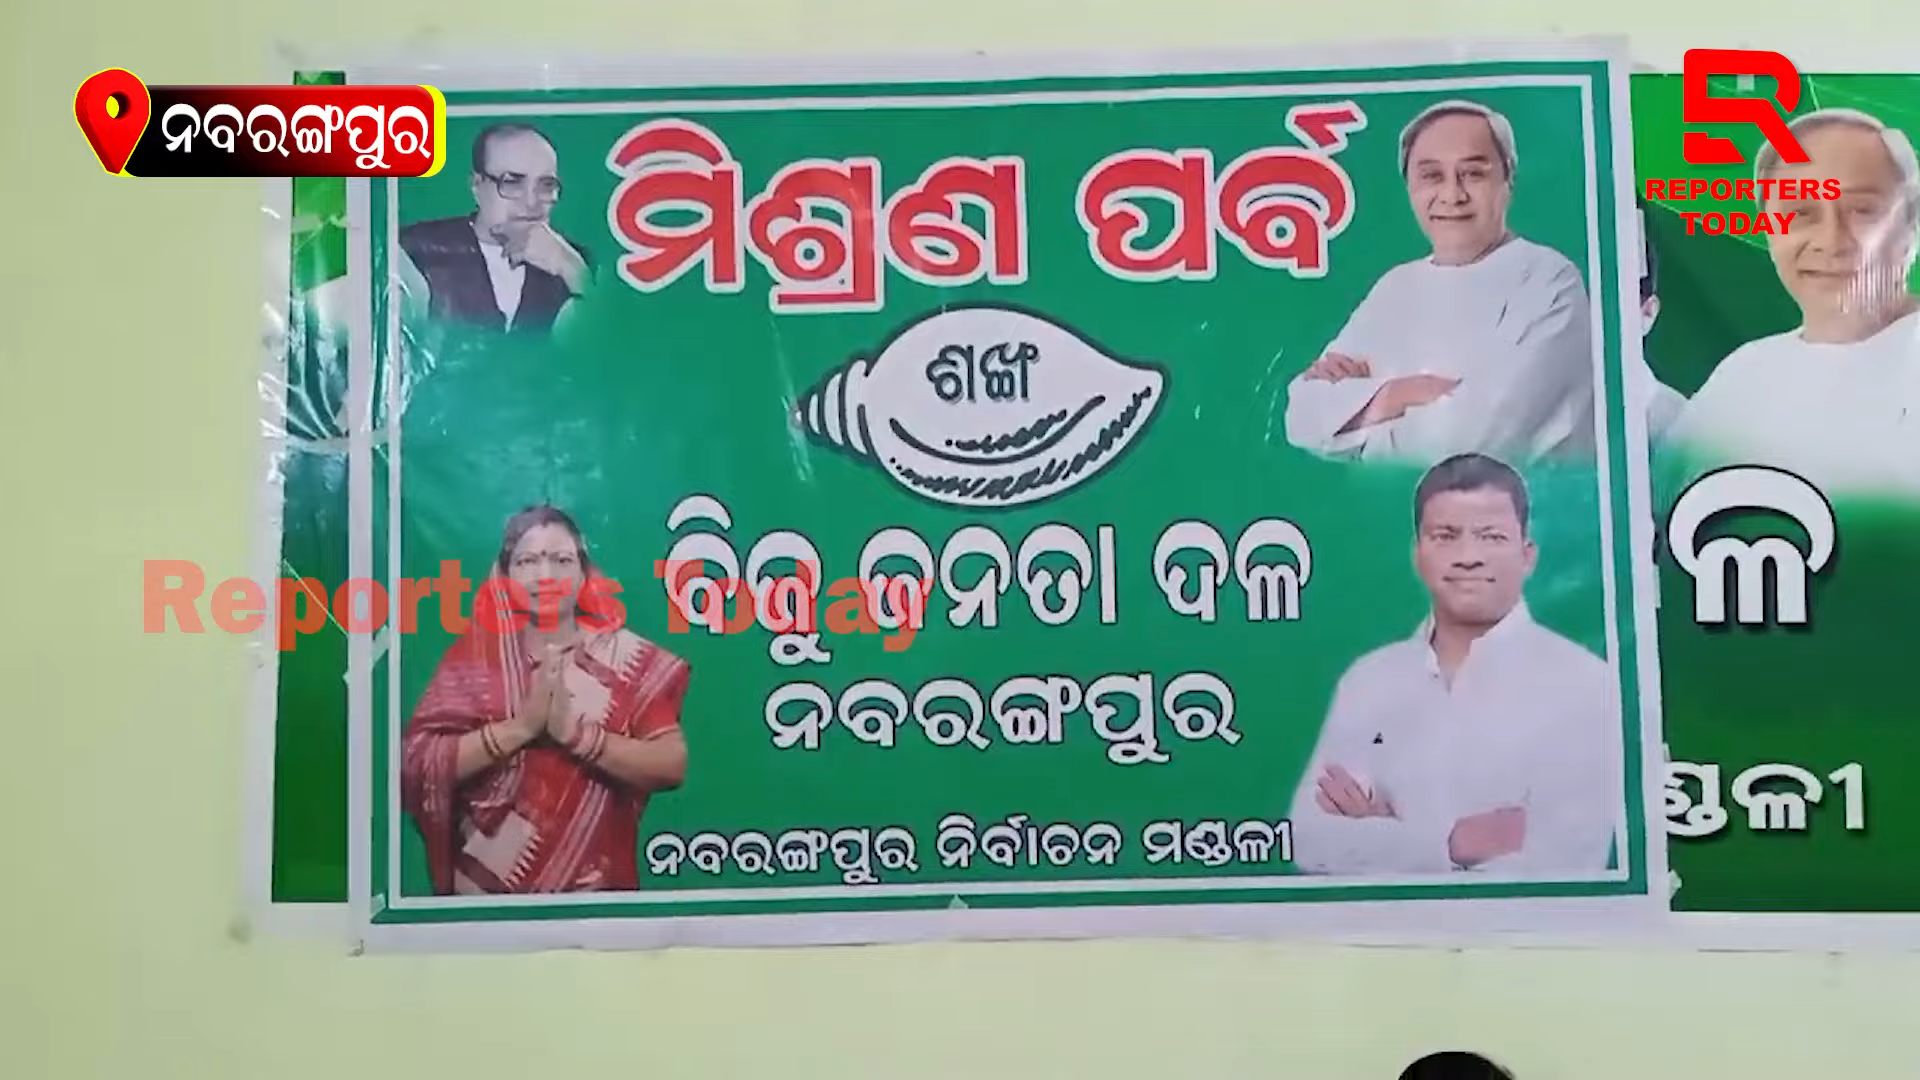 ନବରଙ୍ଗପୁର
REPORTERS
TODAY
ମିଶ୍ରଣ ପର୍ବ
ଶଙ୍ଖ
ବିଜୁ ଜନତା ଦଳ
Reporters Today
ନବରଙ୍ଗପୁର
ନବରଙ୍ଗପୁର ନିର୍ବାଚନ ମଣ୍ଡଳୀ